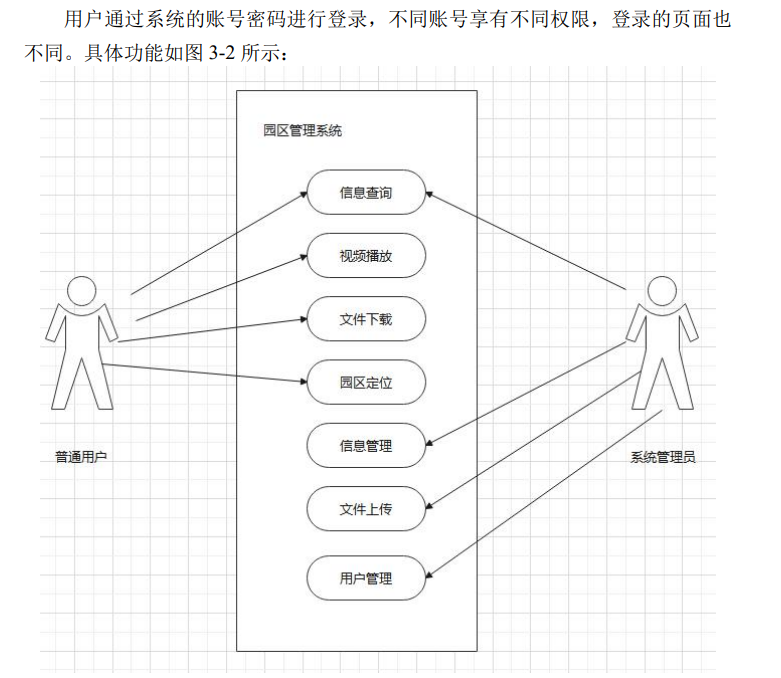 用户通过系统的账号密码进行登录，不同账号享有不同权限，登录的页面也
不同。具体功能如图 3-2 所示：
园区管理系统
信息查询
视频播放
文件下载
园区定位
信息管理
文件上传
用户管理
普通用户
系统管理员